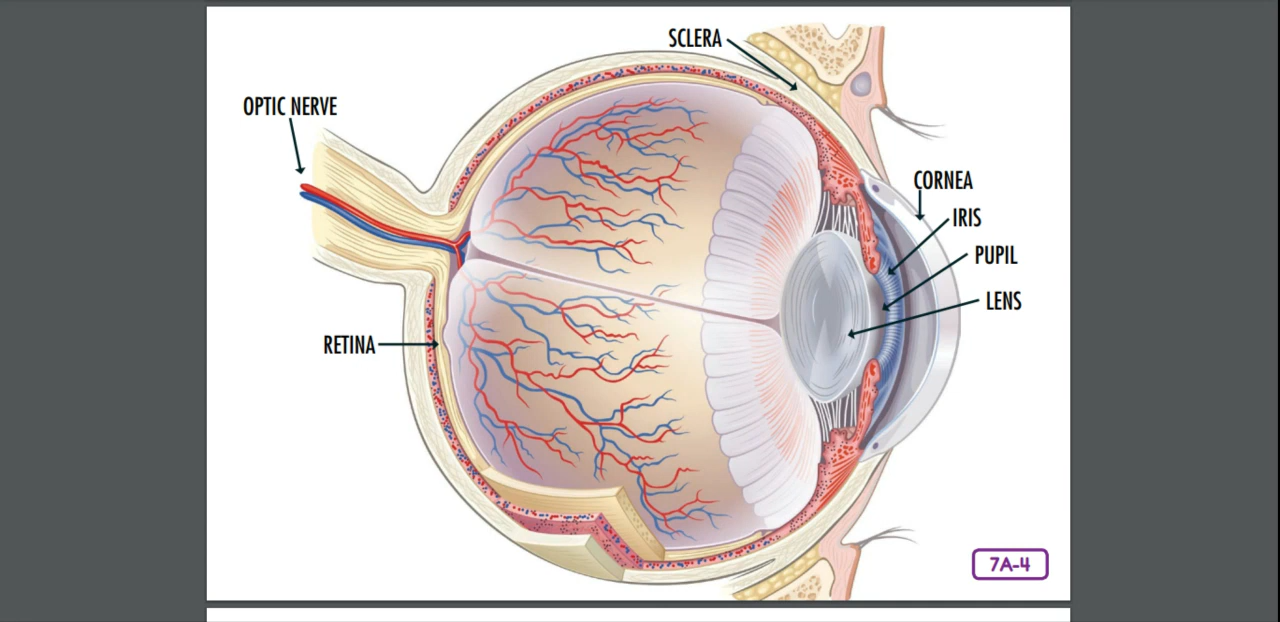 SCLERA
OPTIC NERVE
CORNEA
IRIS
PUPIL
LENS
RETINA
7A-4